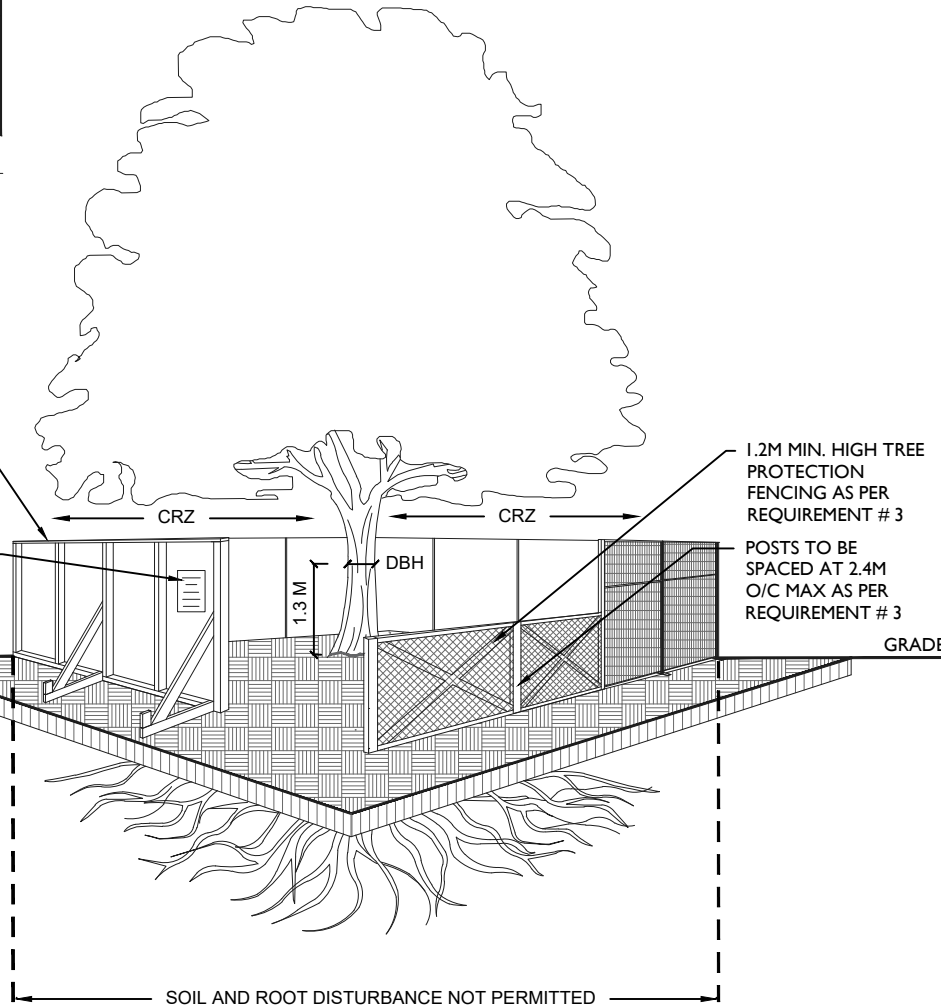 1.2M MIN. HIGH TREE
PROTECTION
FENCING AS PER
REQUIREMENT # 3
CRZ
CRZ
POSTS TO BE
SPACED AT 2.4M
O/C MAX AS PER
REQUIREMENT # 3
DBH
1.3 M
GRADE
SOIL AND ROOT DISTURBANCE NOT PERMITTED